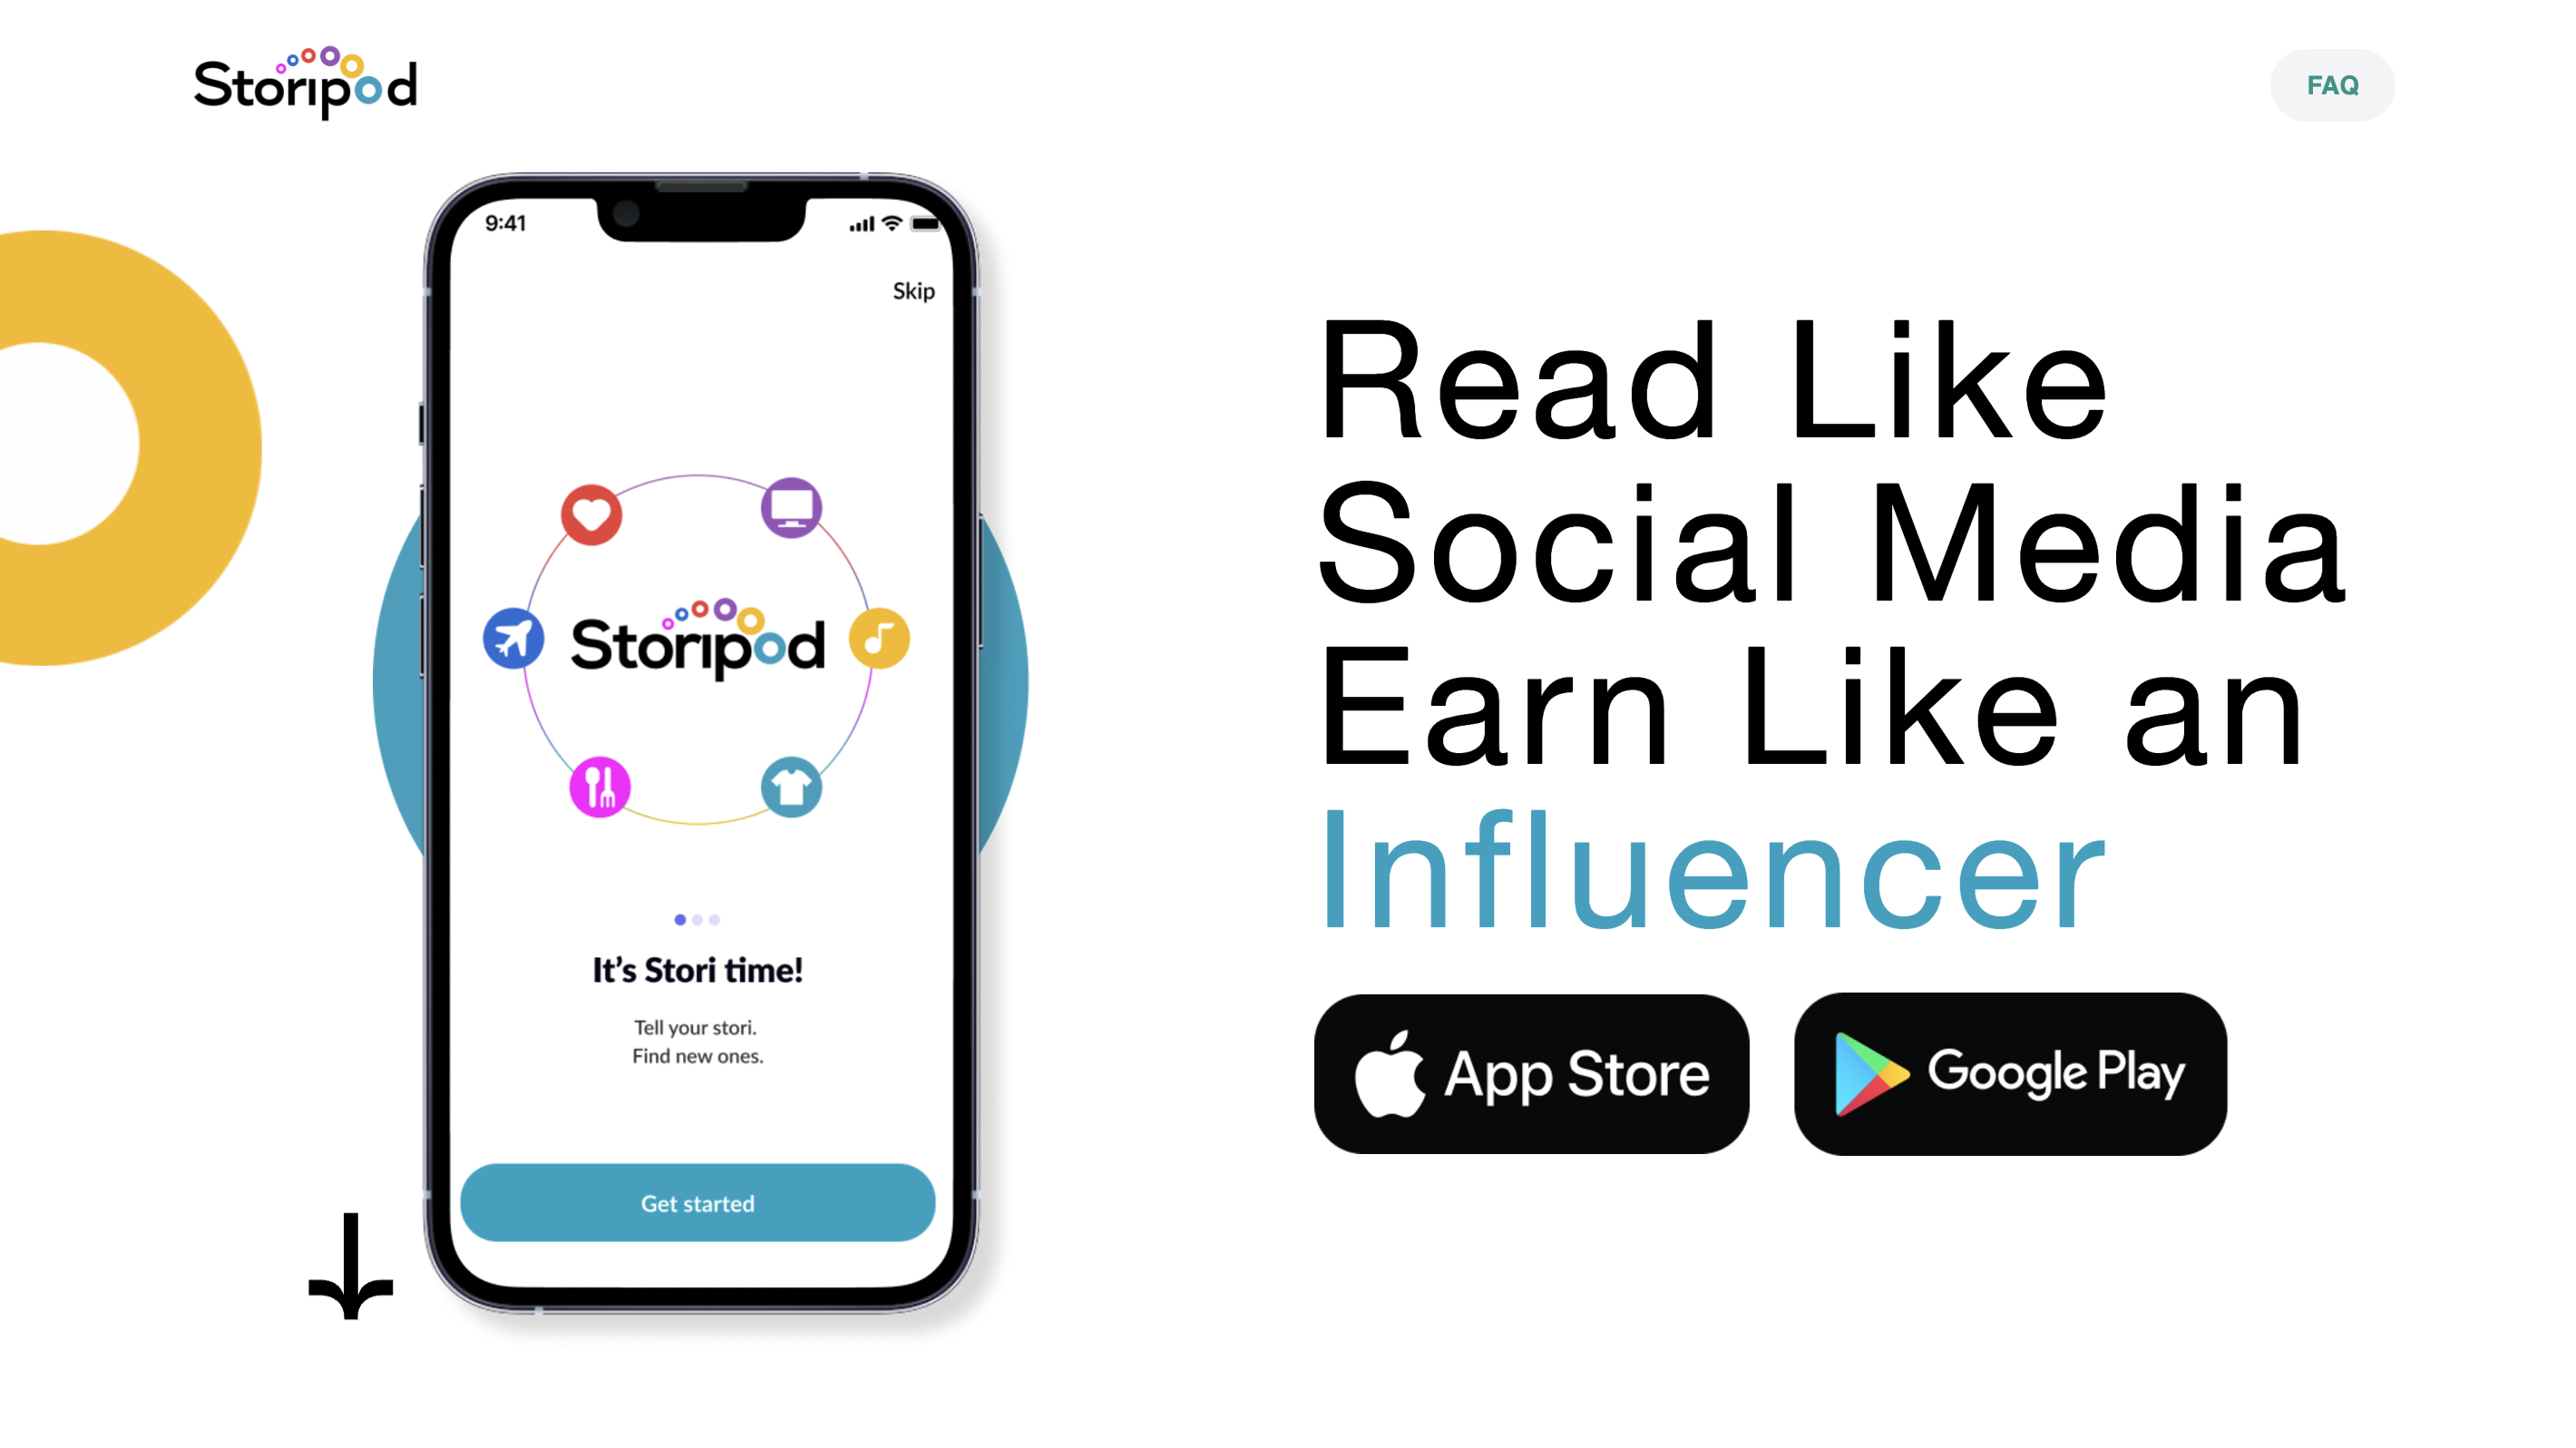 Storipod
FAQ
9:41
Skip
Storipod
It's Stori time!
Tell your stori.
Find new ones.
Get started
Read Like
Social Media
Earn Like an
Influencer
App Store
Google Play